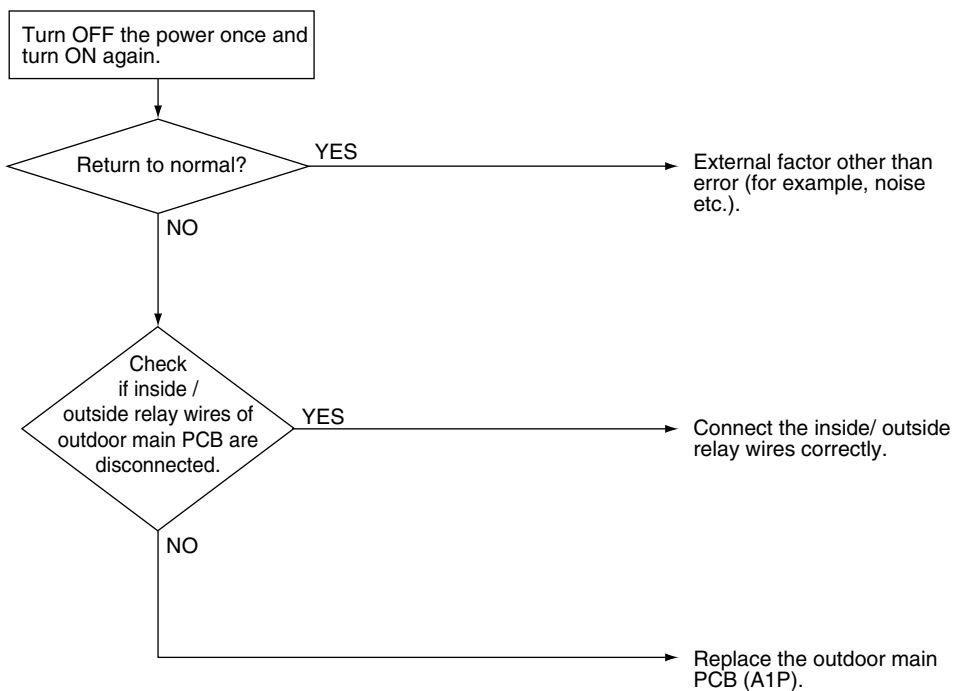 Turn OFF the power once and
turn ON again.
Return to normal?
YES
External factor other than
error (for example, noise
etc.).
NO
Check
if inside /
outside relay wires of
outdoor main PCB are
disconnected.
YES
Connect the inside/ outside
relay wires correctly.
NO
Replace the outdoor main
PCB (A1P).